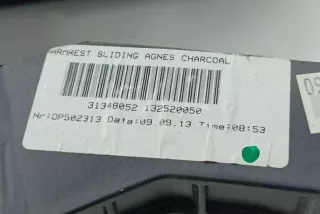 ARMREST SLIDING AGNES CHARCOAL
31348052 132520050
Nr:DP502313 Data:09.09.13 Time:08:53